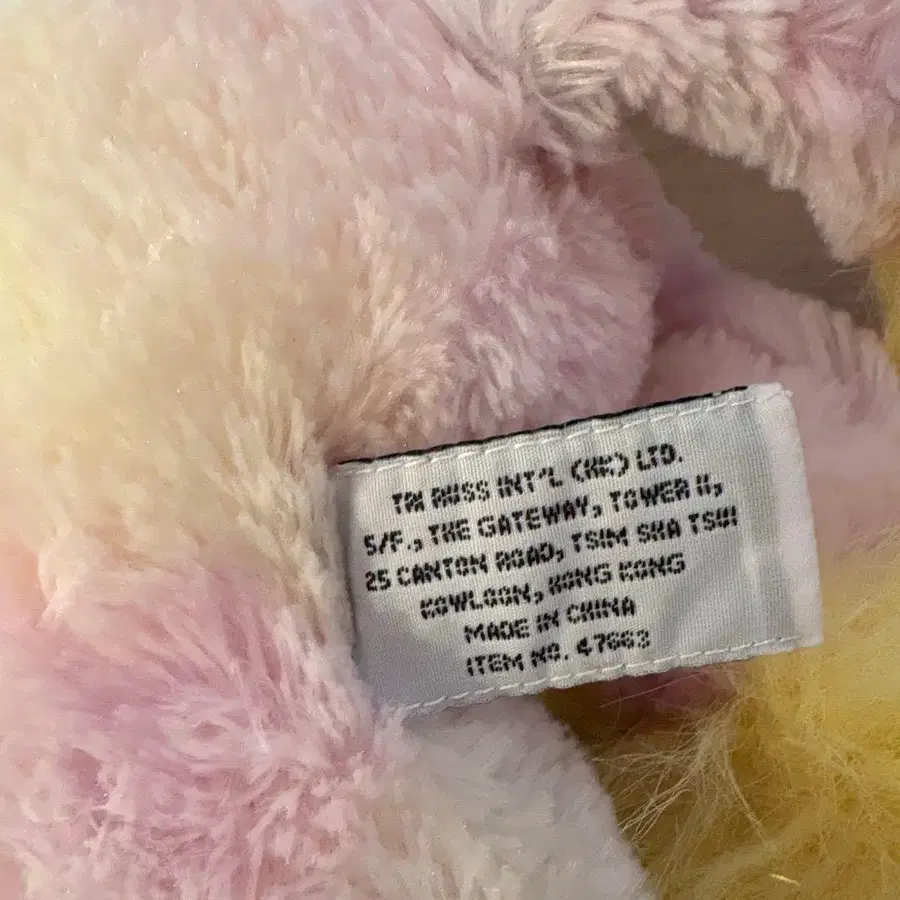 TRI RUSS INT'L (HK) LTD.
5/F., THE GATEWAY, TOWER II,
25 CANTON ROAD, TSIM SHA TSUI
KOWLOON, HONG KONG
MADE IN CHINA
ITEM NO. 47663